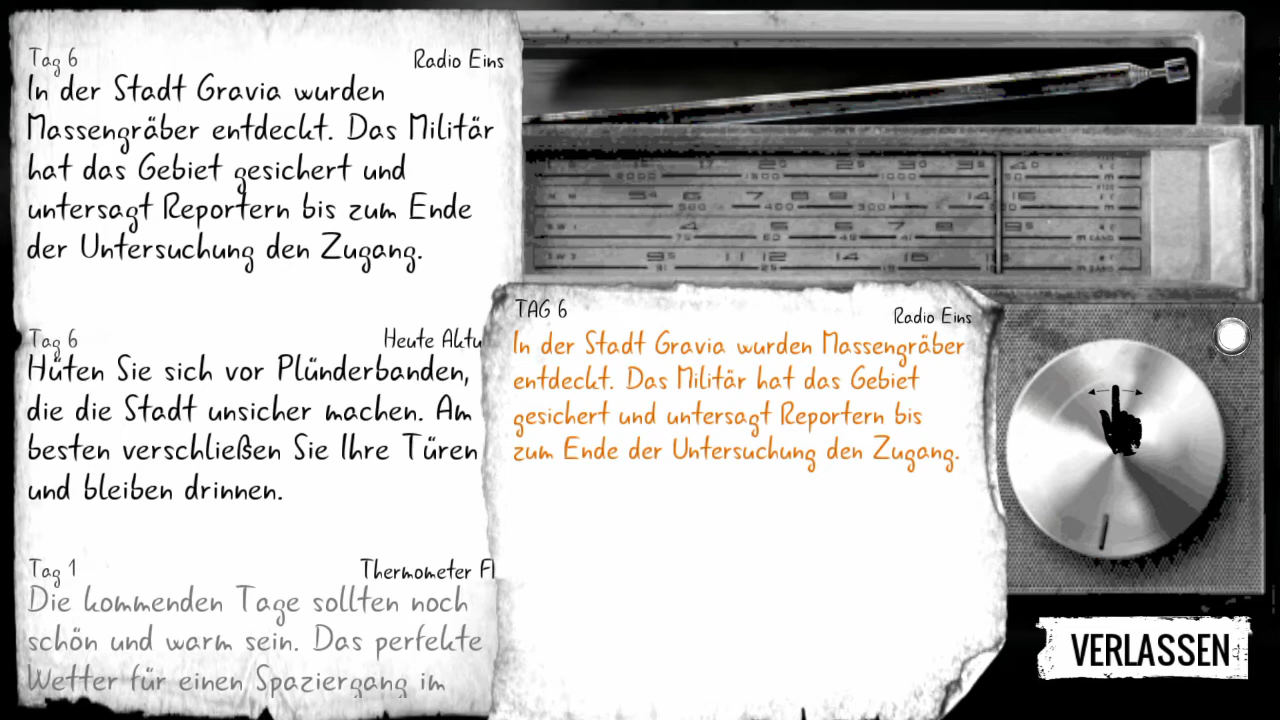 Tag 6
Radio Eins
In der Stadt Gravia wurden
Massengräber entdeckt. Das Militär
hat das Gebiet gesichert und
untersagt Reportern bis zum Ende
der Untersuchung den Zugang.
Tag 6
Heute Aktu
Hüten Sie sich vor Plünderbanden,
die die Stadt unsicher machen. Am
besten verschließen Sie Ihre Türen
und bleiben drinnen.
Tag 1
Thermometer
Die kommenden Tage sollten noch
schön und warm sein. Das perfekte
Wetter für einen Spaziergang im
TAG 6
Radio Eins
In der Stadt Gravia wurden Massengräber
entdeckt. Das Militär hat das Gebiet
gesichert und untersagt Reportern bis
zum Ende der Untersuchung den Zugang.
VERLASSEN